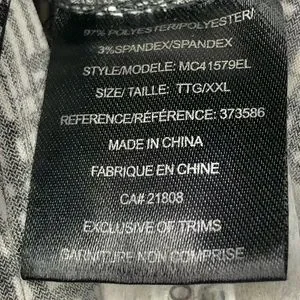 97% POLYESTER/POLYESTER/
3%SPANDEX/SPANDEX
STYLE/MODELE: MC41579EL
SIZE/ TAILLE: TTG/XXL
REFERENCE/RÉFÉRENCE: 373586
MADE IN CHINA
FABRIQUE EN CHINE
CA# 21808
EXCLUSIVE OF TRIMS
GARNITURE NON COMPRISE